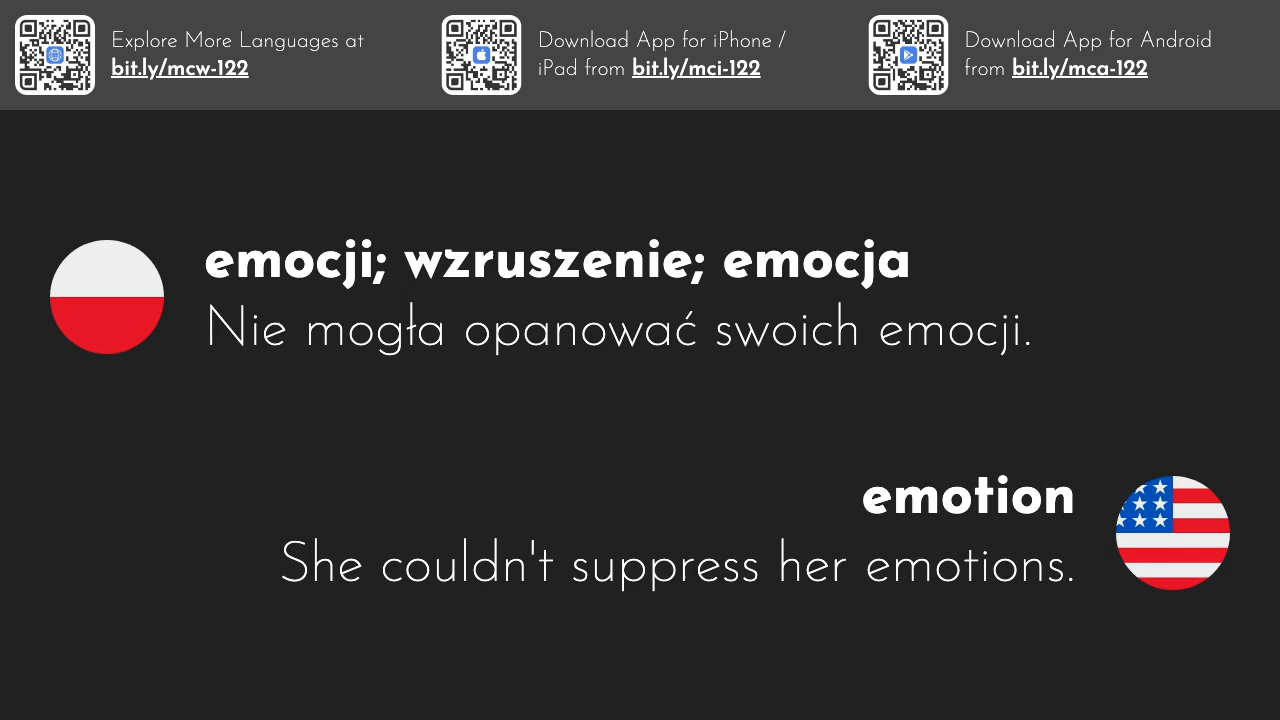 Explore More Languages at
bit.ly/mcw-122
Download App for iPhone /
iPad from bit.ly/mci-122
Download App for Android
from bit.ly/mca-122
emocji; wzruszenie; emocja
Nie mogła opanować swoich emocji.
emotion
She couldn't suppress her emotions.